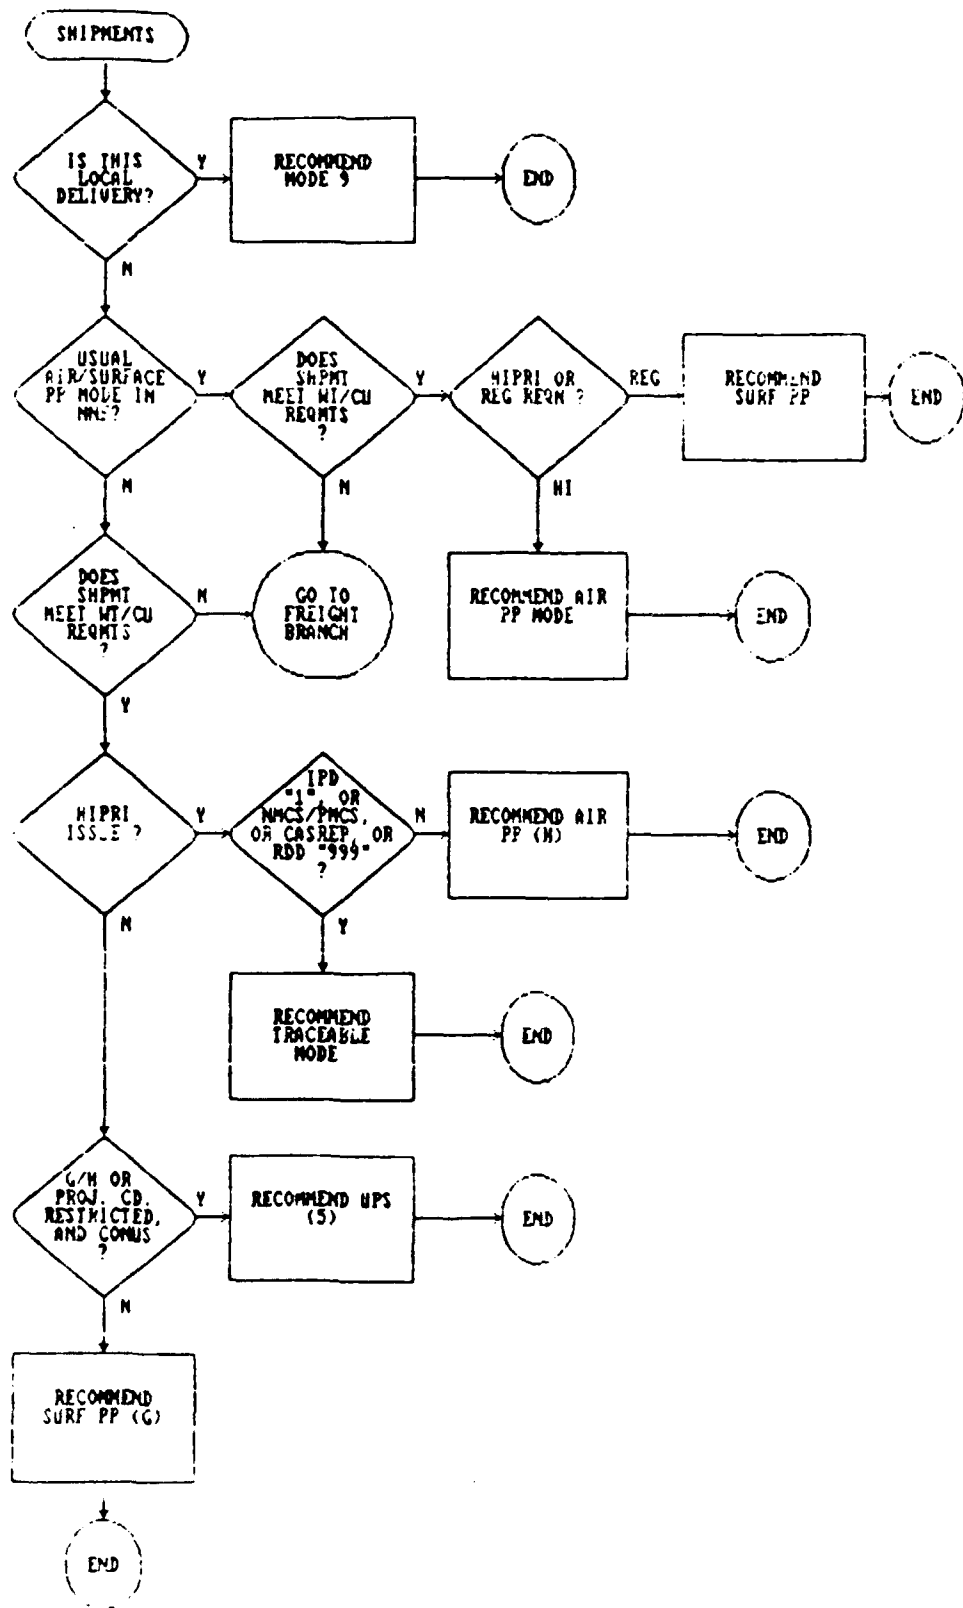 SHIPMENTS
IS THIS
LOCAL
DELIVERY?
Y
RECOMMEND
MODE 9
END
N
USUAL
AIR/SURFACE
PP MODE IN
Y
DOES
SHPMT
MEET WT/CU
REQMTS
?
Y
HIPRI OR
REG REQN ?
REG
RECOMMEND
SURF PP
END
N
N
HI
DOES
SHPMT
MEET WT/CU
REQMTS
?
N
GO TO
FREIGHT
BRANCH
RECOMMEND AIR
PP MODE
END
Y
HIPRI
ISSUE ?
Y
IPD
"1", OR
NMCS/PMCS,
OR CASREP, OR
RDD "999"
?
N
RECOMMEND AIR
PP (H)
END
N
Y
RECOMMEND
TRACEABLE
MODE
END
G/H OR
PROJ. CD.
RESTRICTED,
AND CONUS
?
Y
RECOMMEND UPS
(5)
END
N
RECOMMEND
SURF PP (G)
END